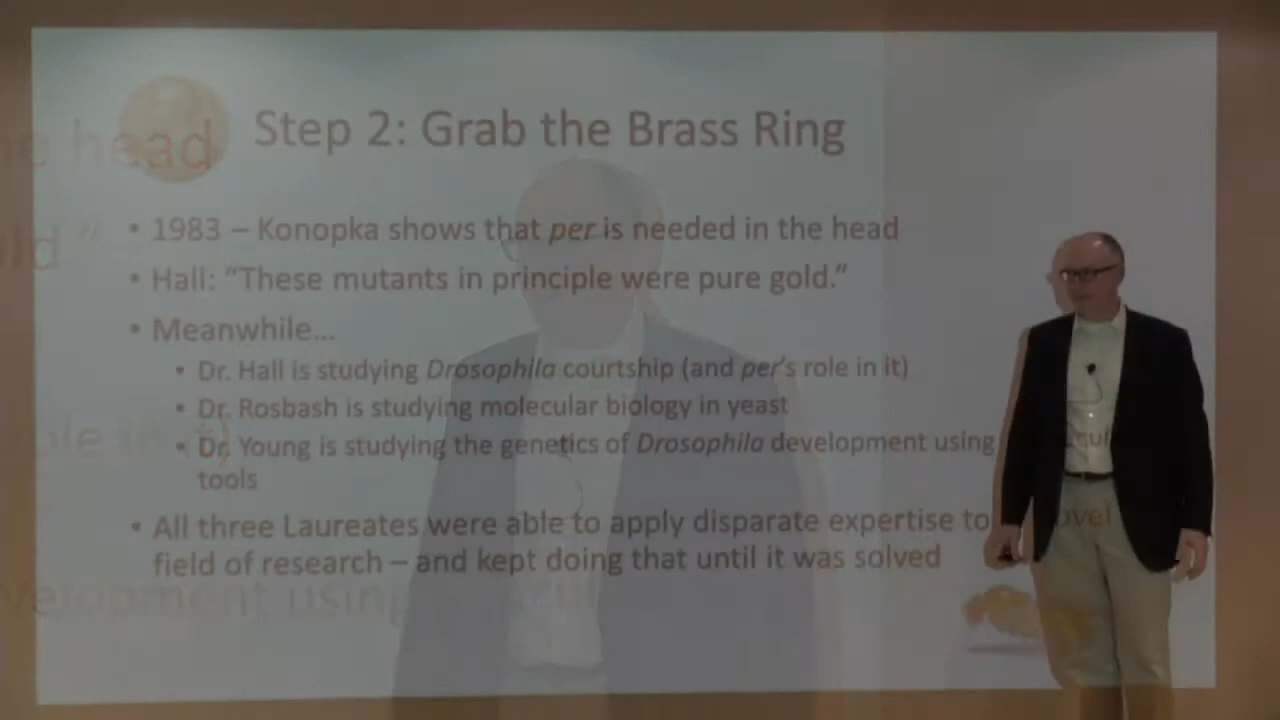 Step 2: Grab the Brass Ring
• 1983 – Konopka shows that per is needed in the head
• Hall: “These mutants in principle were pure gold.”
• Meanwhile…
• Dr. Hall is studying Drosophila courtship (and per’s role in it)
• Dr. Rosbash is studying molecular biology in yeast
• Dr. Young is studying the genetics of Drosophila development using
tools
• All three Laureates were able to apply disparate expertise to
field of research – and kept doing that until it was solved
head
development using